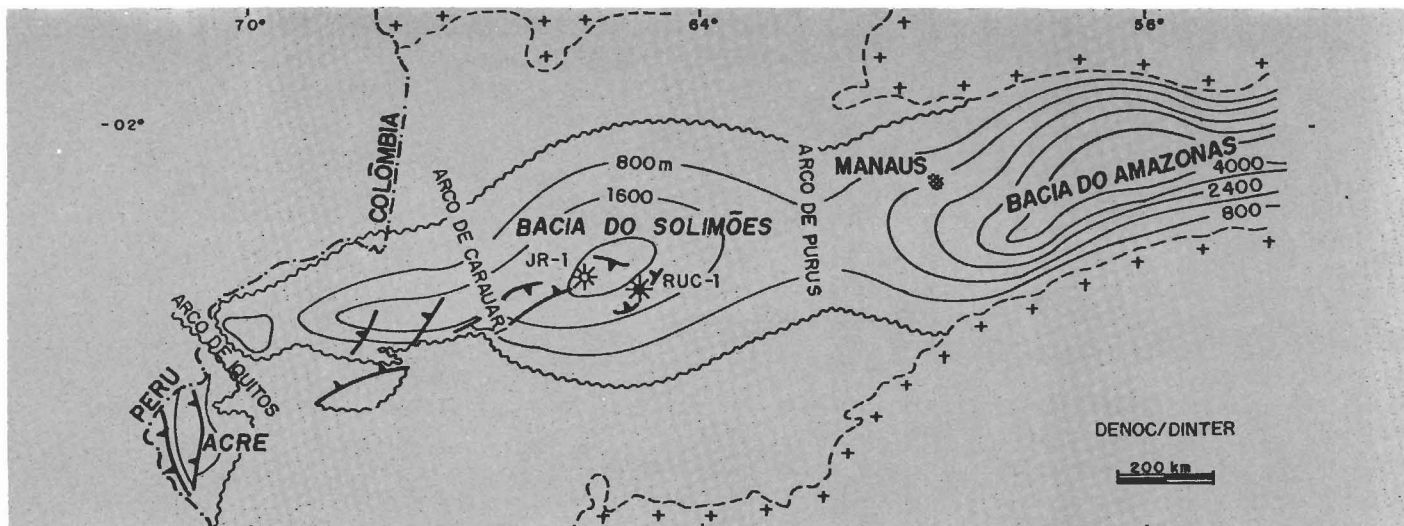 70°
64°
56°
-02°
COLÔMBIA
ARCO DE CARAUARI
800 m
1600
BACIA DO SOLIMÕES
JR-1
RUC-1
ARCO DE PURUS
MANAUS
BACIA DO AMAZONAS
4000
2400
800
ARCO DE IQUITOS
PERU
ACRE
DENOC/DINTER
200 km